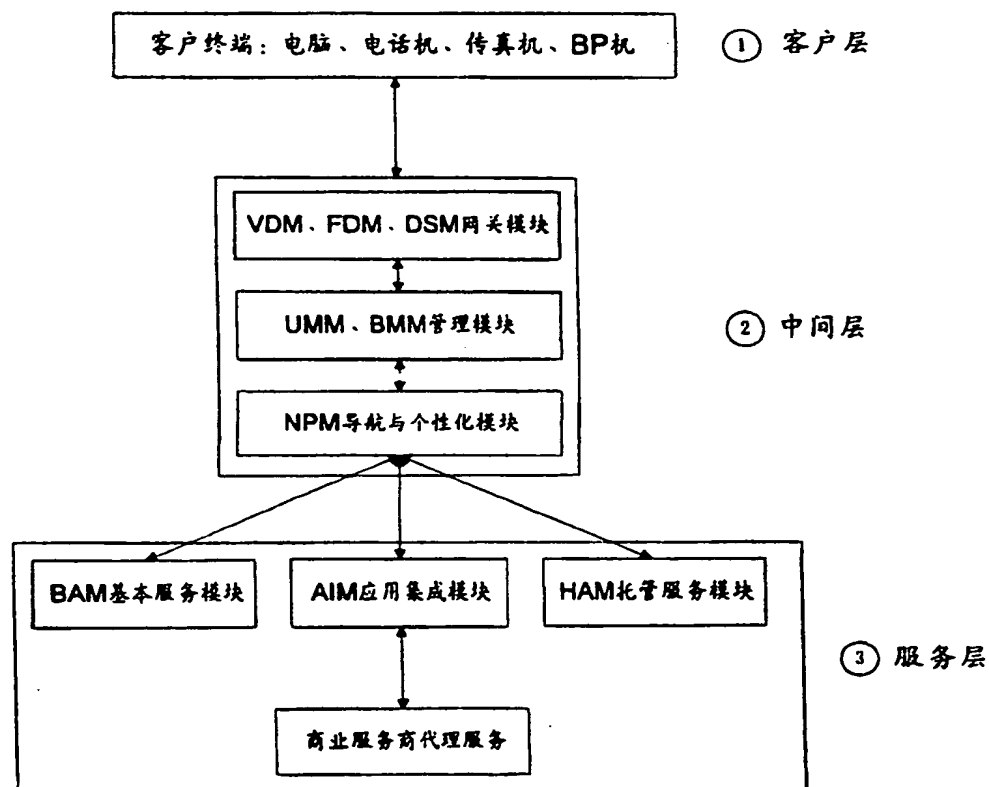 客户终端：电脑、电话机、传真机、BP机
① 客户层
VDM、FDM、DSM网关模块
UMM、BMM管理模块
② 中间层
NPM导航与个性化模块
BAM基本服务模块
AIM应用集成模块
HAM托管服务模块
③ 服务层
商业服务商代理服务